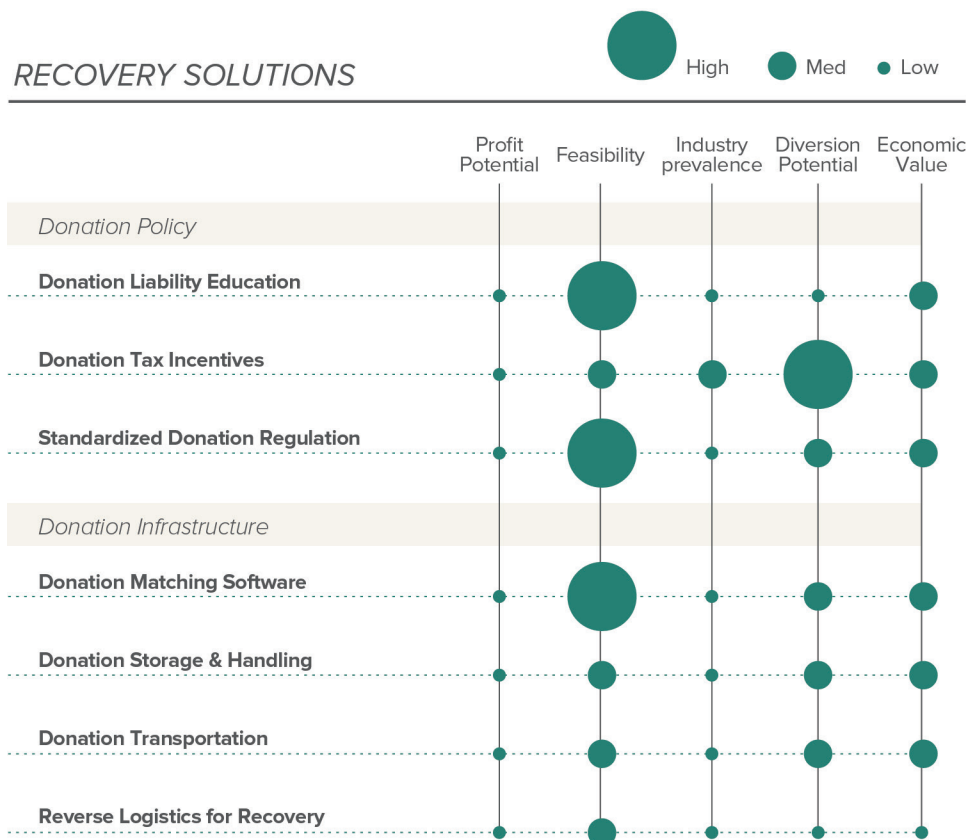 RECOVERY SOLUTIONS
High
Med
Low
Profit
Potential
Feasibility
Industry
prevalence
Diversion
Potential
Economic
Value
Donation Policy
Donation Liability Education
Donation Tax Incentives
Standardized Donation Regulation
Donation Infrastructure
Donation Matching Software
Donation Storage & Handling
Donation Transportation
Reverse Logistics for Recovery